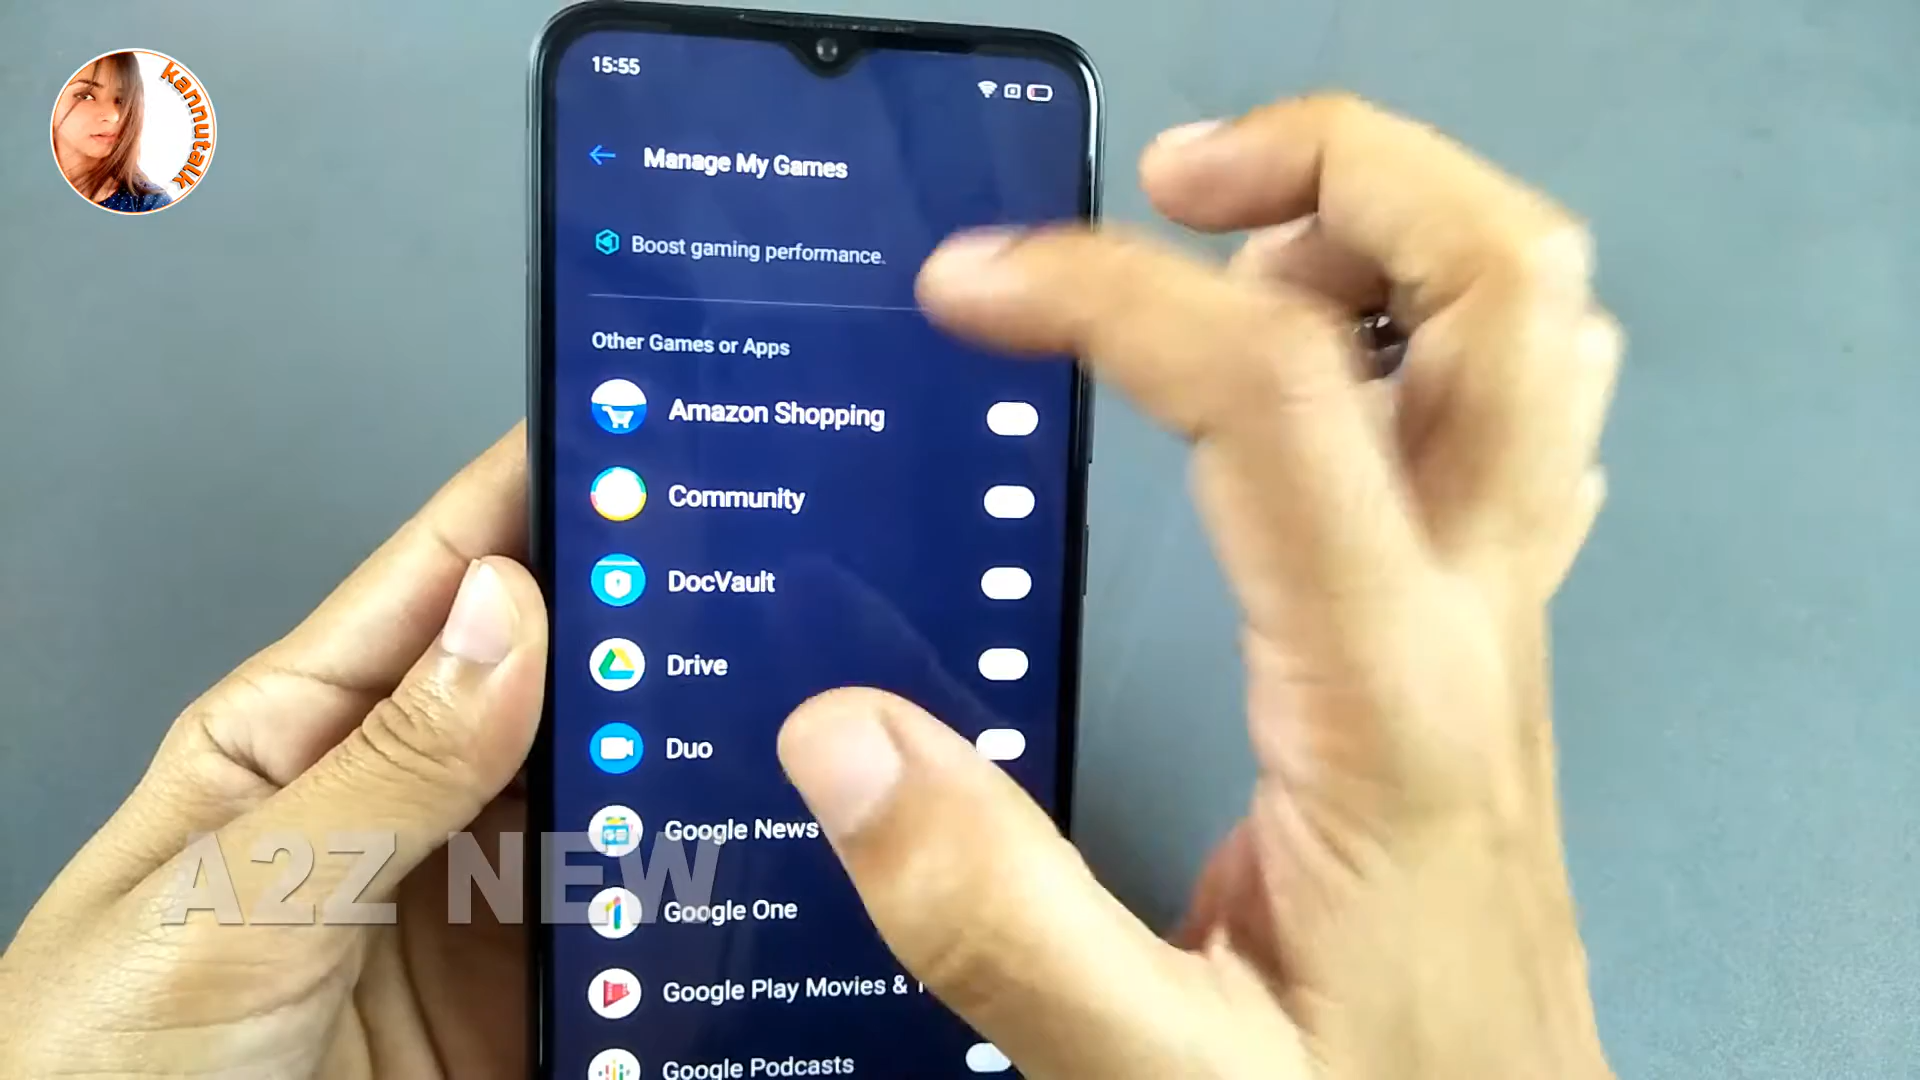 kannutalk
15:55
Manage My Games
Boost gaming performance.
Other Games or Apps
Amazon Shopping
Community
DocVault
Drive
Duo
Google News
A2Z NEW
Google One
Google Play Movies &
Google Podcasts